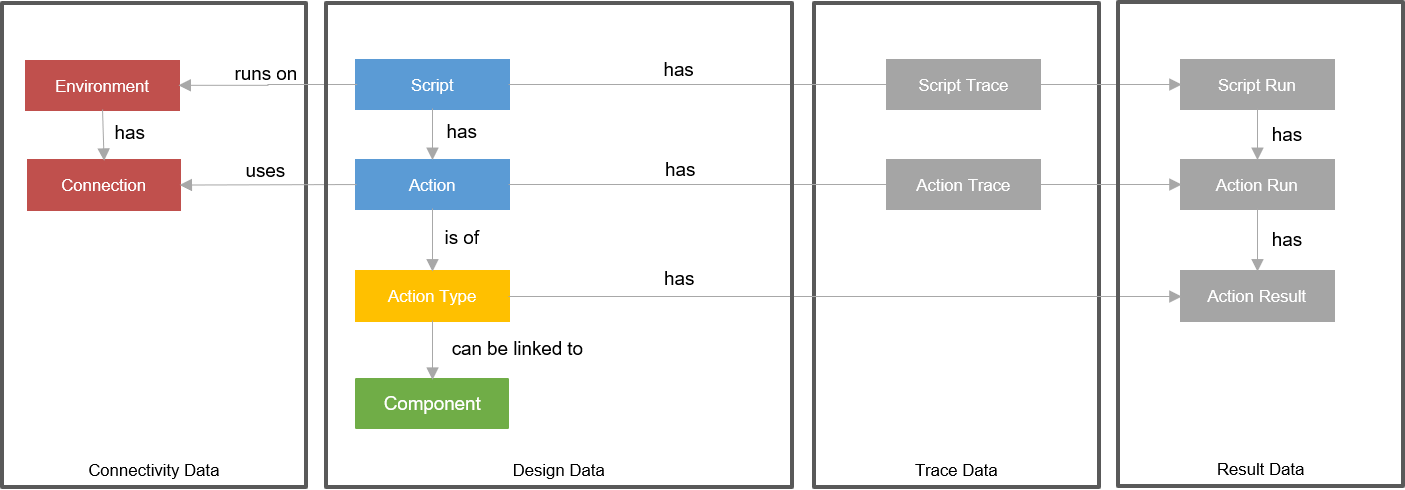 Environment
runs on
Script
has
Script Trace
Script Run
has
has
has
Connection
uses
Action
has
Action Trace
Action Run
is of
has
Action Type
has
Action Result
can be linked to
Component
Connectivity Data
Design Data
Trace Data
Result Data